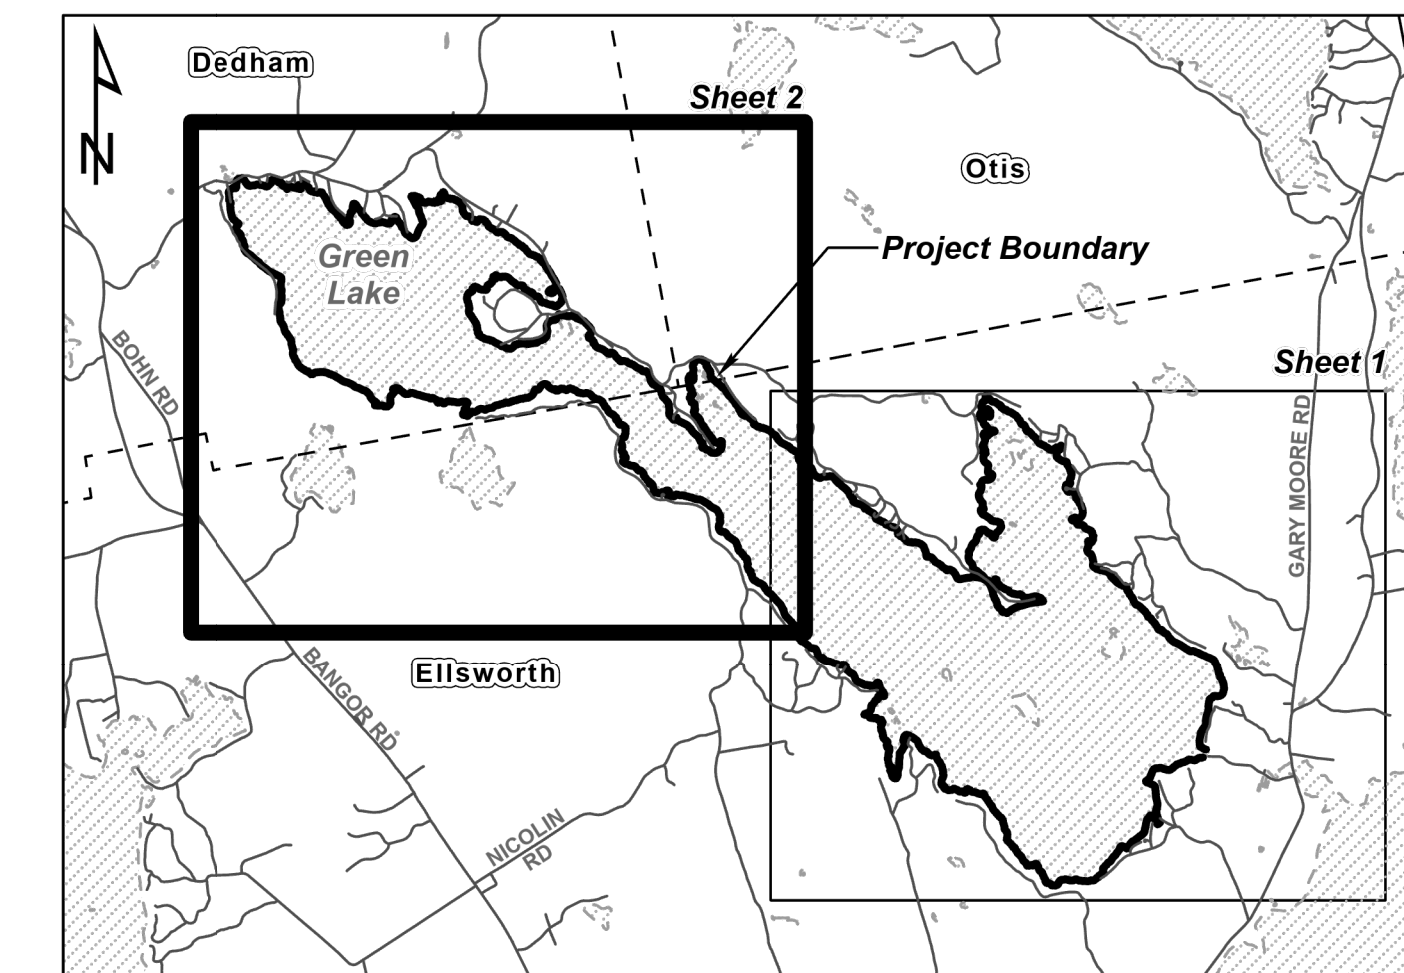 Dedham
Sheet 2
N
Otis
Project Boundary
Green
Lake
BOHN RD
Sheet 1
GARY MOORE RD
Ellsworth
BANGOR RD
NICOLIN
RD